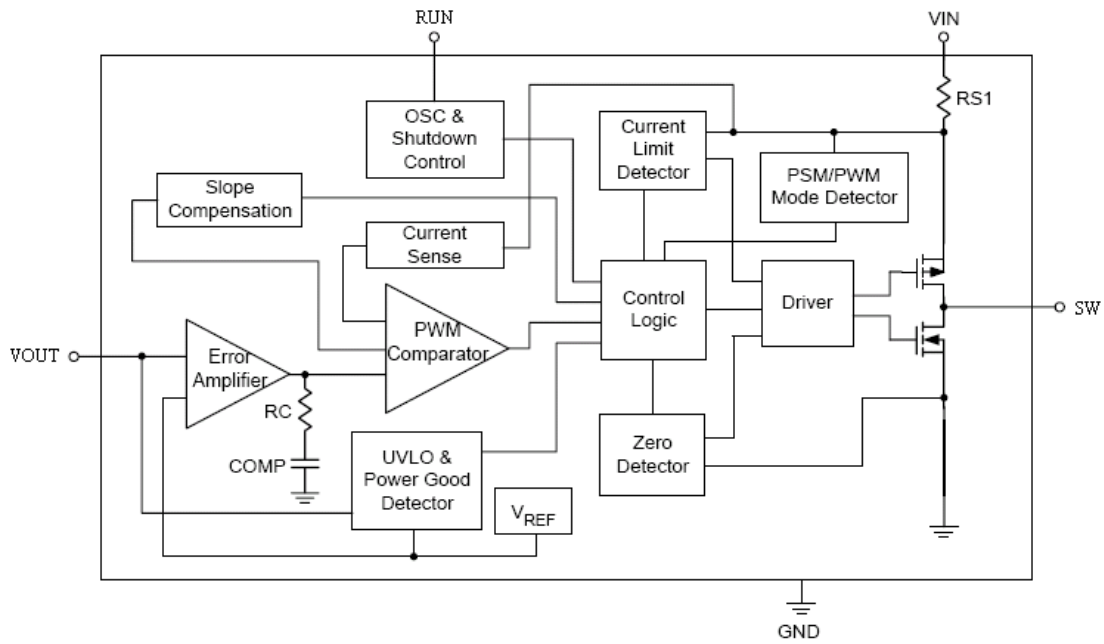 RUN
VIN
RS1
OSC &
Shutdown
Control
Current
Limit
Detector
PSM/PWM
Mode Detector
Slope
Compensation
Current
Sense
Control
Logic
Driver
PWM
Comparator
SW
VOUT
Error
Amplifier
RC
COMP
UVLO &
Power Good
Detector
VREF
Zero
Detector
GND